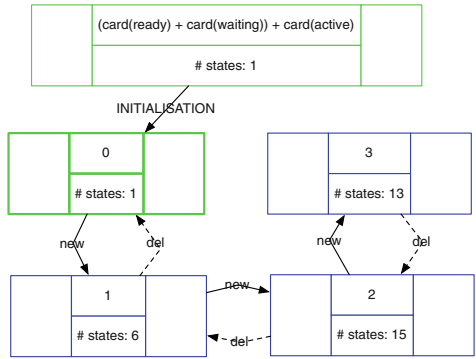 (card(ready) + card(waiting)) + card(active)
# states: 1
INITIALISATION
0
# states: 1
3
# states: 13
new
del
new
del
1
# states: 6
new
del
2
# states: 15